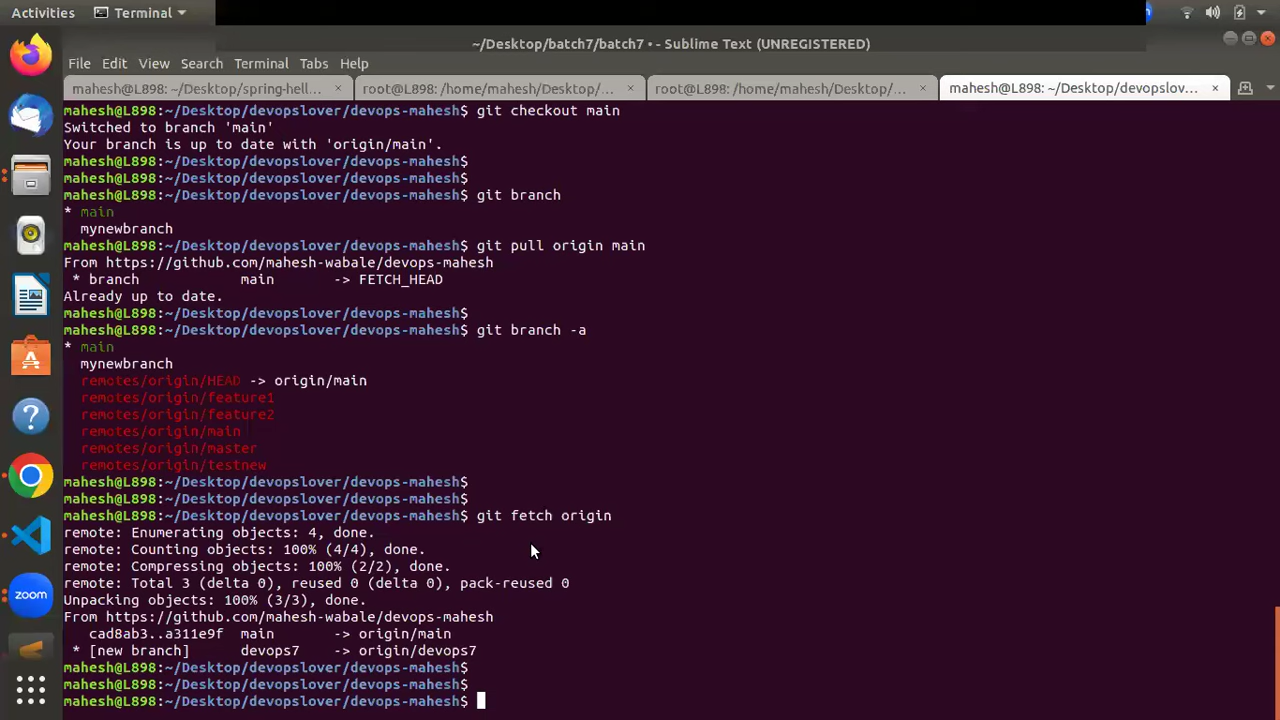 Activities Terminal
~/Desktop/batch7/batch7 • - Sublime Text (UNREGISTERED)
File Edit View Search Terminal Tabs Help
mahesh@L898: ~/Desktop/spring-hell... × root@L898: /home/mahesh/Desktop/... × root@L898: /home/mahesh/Desktop/... × mahesh@L898: ~/Desktop/devopslov... ×
mahesh@L898:~/Desktop/devopslover/devops-mahesh$ git checkout main
Switched to branch 'main'
Your branch is up to date with 'origin/main'.
mahesh@L898:~/Desktop/devopslover/devops-mahesh$
mahesh@L898:~/Desktop/devopslover/devops-mahesh$
mahesh@L898:~/Desktop/devopslover/devops-mahesh$ git branch
* main
mynewbranch
mahesh@L898:~/Desktop/devopslover/devops-mahesh$ git pull origin main
From https://github.com/mahesh-wabale/devops-mahesh
* branch main -> FETCH_HEAD
Already up to date.
mahesh@L898:~/Desktop/devopslover/devops-mahesh$
mahesh@L898:~/Desktop/devopslover/devops-mahesh$ git branch -a
* main
mynewbranch
remotes/origin/HEAD -> origin/main
remotes/origin/feature1
remotes/origin/feature2
remotes/origin/main
remotes/origin/master
remotes/origin/testnew
mahesh@L898:~/Desktop/devopslover/devops-mahesh$
mahesh@L898:~/Desktop/devopslover/devops-mahesh$
mahesh@L898:~/Desktop/devopslover/devops-mahesh$ git fetch origin
remote: Enumerating objects: 4, done.
remote: Counting objects: 100% (4/4), done.
remote: Compressing objects: 100% (2/2), done.
remote: Total 3 (delta 0), reused 0 (delta 0), pack-reused 0
Unpacking objects: 100% (3/3), done.
From https://github.com/mahesh-wabale/devops-mahesh
cad8ab3..a311e9f main -> origin/main
* [new branch] devops7 -> origin/devops7
mahesh@L898:~/Desktop/devopslover/devops-mahesh$
mahesh@L898:~/Desktop/devopslover/devops-mahesh$
mahesh@L898:~/Desktop/devopslover/devops-mahesh$
zoom